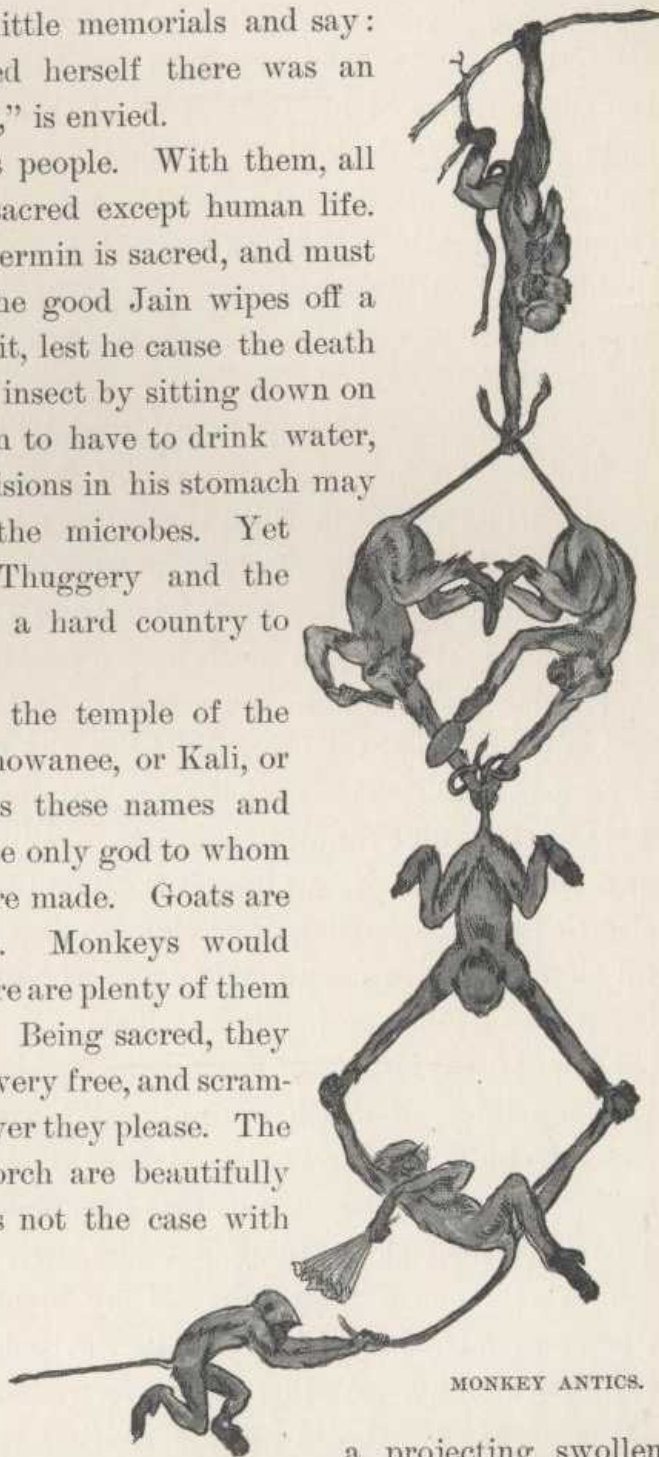 ittle memorials and say:
ed herself there was an
," is envied.
s people. With them, all
sacred except human life.
ermin is sacred, and must
he good Jain wipes off a
it, lest he cause the death
insect by sitting down on
n to have to drink water,
isions in his stomach may
the microbes. Yet
Thuggery and the
a hard country to
the temple of the
howanee, or Kali, or
s these names and
e only god to whom
re made. Goats are
. Monkeys would
re are plenty of them
Being sacred, they
very free, and scram-
ver they please. The
orch are beautifully
s not the case with
MONKEY ANTICS.
a projecting swollen